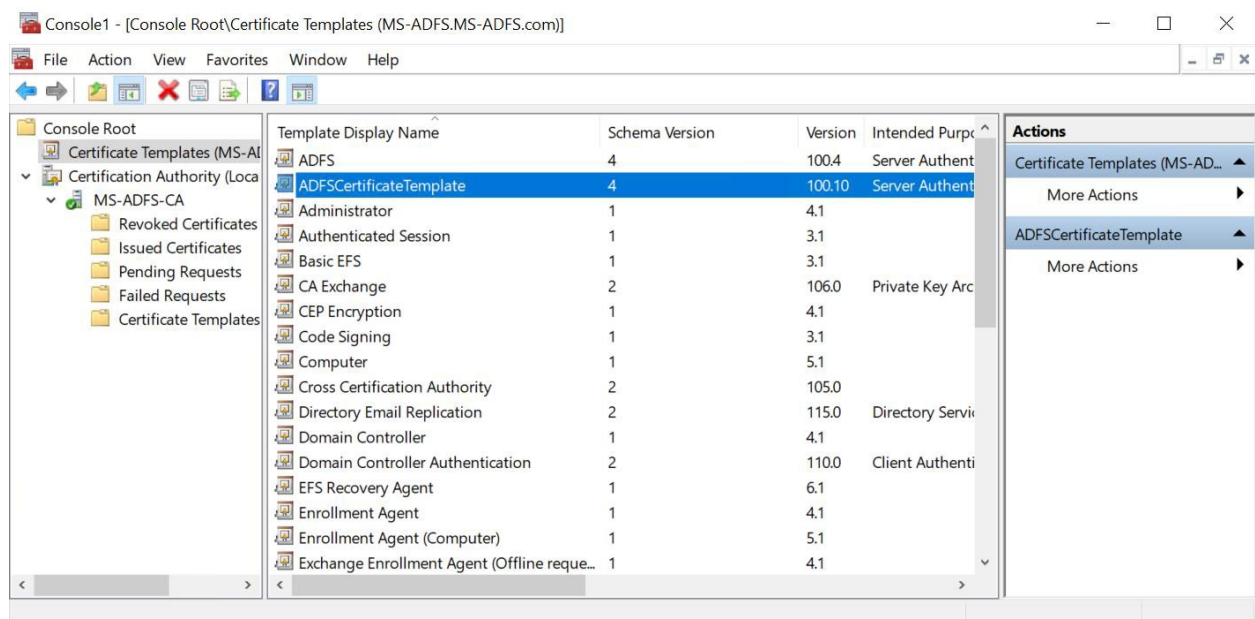 Console1 - [Console Root\Certificate Templates (MS-ADFS.MS-ADFS.com)]
File Action View Favorites Window Help
Console Root
Certificate Templates (MS-AD
Certification Authority (Loca
MS-ADFS-CA
Revoked Certificates
Issued Certificates
Pending Requests
Failed Requests
Certificate Templates
Template Display Name Schema Version Version Intended Purpo
ADFS 4 100.4 Server Authent
ADFSCertificateTemplate 4 100.10 Server Authent
Administrator 1 4.1
Authenticated Session 1 3.1
Basic EFS 1 3.1
CA Exchange 2 106.0 Private Key Arc
CEP Encryption 1 4.1
Code Signing 1 3.1
Computer 1 5.1
Cross Certification Authority 2 105.0
Directory Email Replication 2 115.0 Directory Servic
Domain Controller 1 4.1
Domain Controller Authentication 2 110.0 Client Authenti
EFS Recovery Agent 1 6.1
Enrollment Agent 1 4.1
Enrollment Agent (Computer) 1 5.1
Exchange Enrollment Agent (Offline reque... 1 4.1
Actions
Certificate Templates (MS-AD...
More Actions
ADFSCertificateTemplate
More Actions